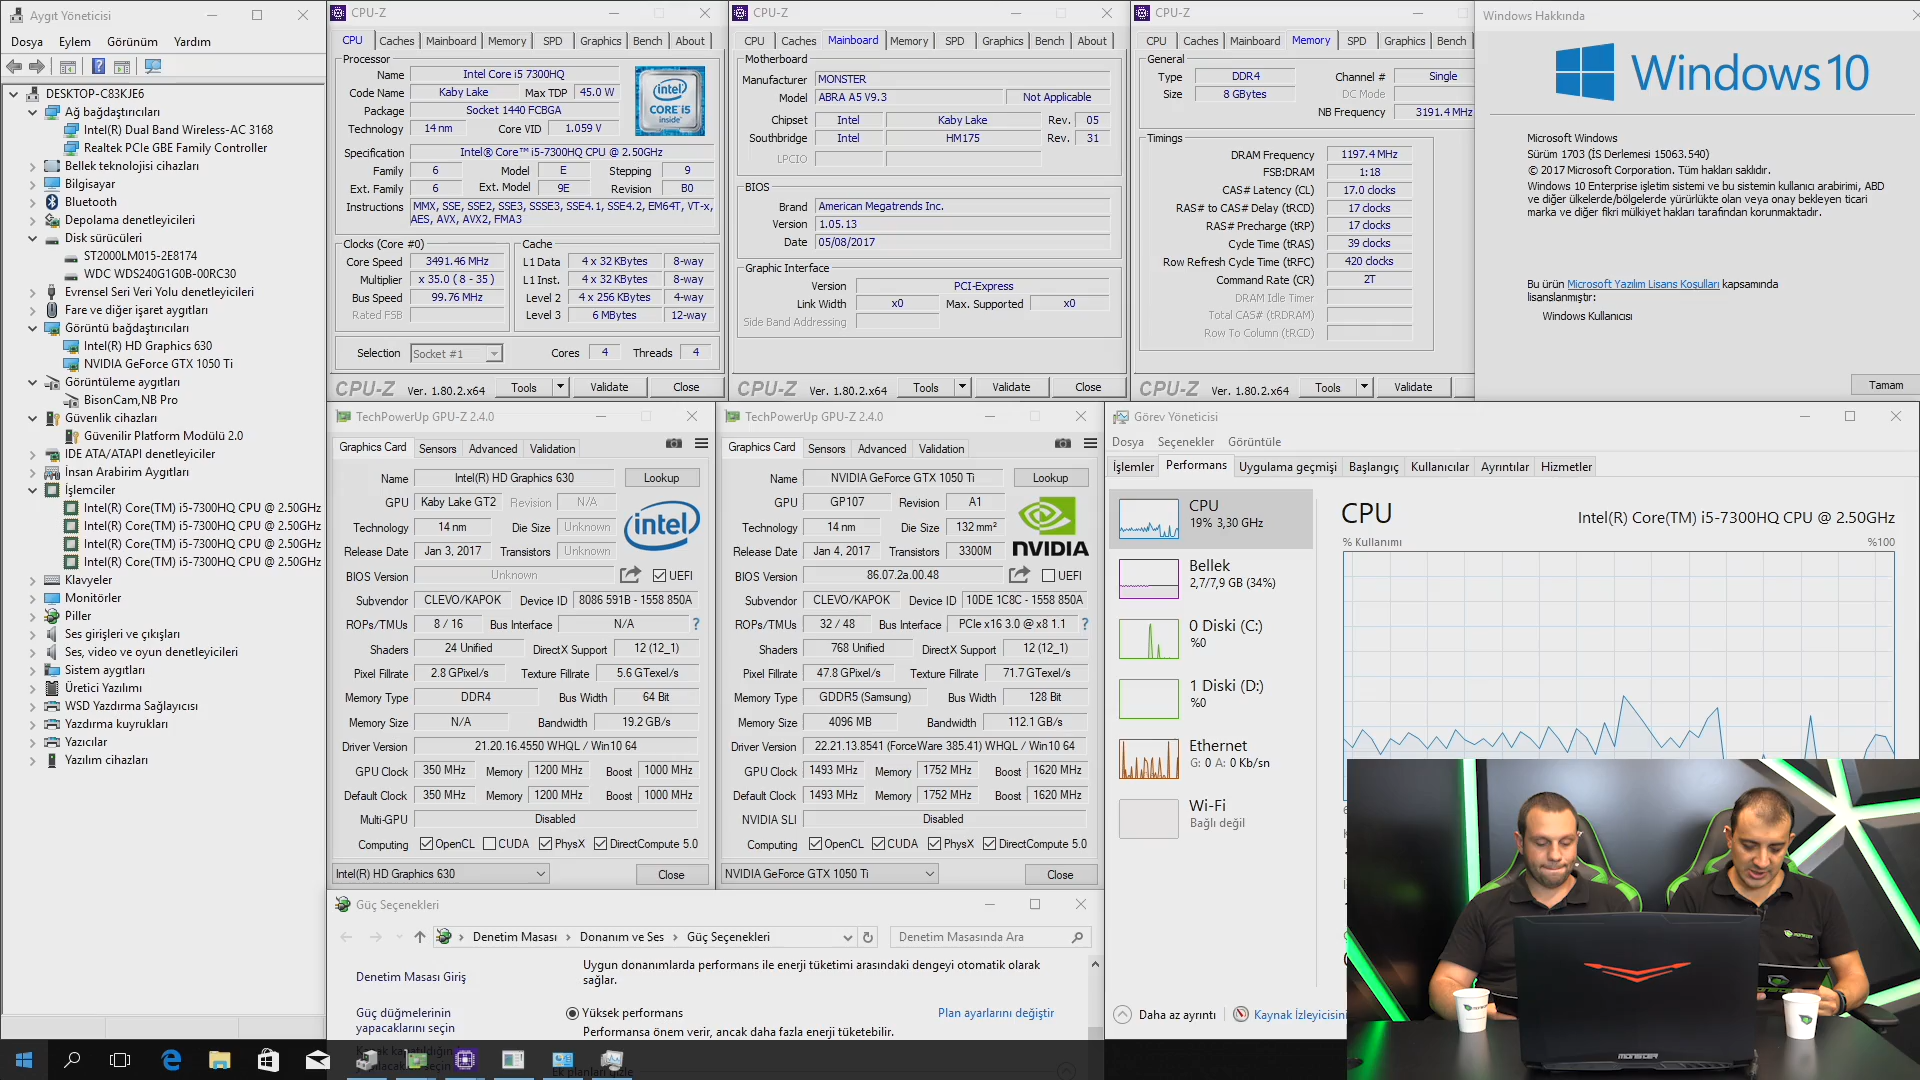 Aygıt Yöneticisi
Dosya Eylem Görünüm Yardım
DESKTOP-C83KJE6
Ağ bağdaştırıcıları
Intel(R) Dual Band Wireless-AC 3168
Realtek PCIe GBE Family Controller
Bellek teknolojisi cihazları
Bilgisayar
Bluetooth
Depolama denetleyicileri
Disk sürücüleri
ST2000LM015-2E8174
WDC WDS240G1G0B-00RC30
Evrensel Seri Veri Yolu denetleyicileri
Fare ve diğer işaret aygıtları
Görüntü bağdaştırıcıları
Intel(R) HD Graphics 630
NVIDIA GeForce GTX 1050 Ti
Görüntüleme aygıtları
BisonCam,NB Pro
Güvenlik cihazları
Güvenilir Platform Modülü 2.0
IDE ATA/ATAPI denetleyiciler
İnsan Arabirim Aygıtları
İşlemciler
Intel(R) Core(TM) i5-7300HQ CPU @ 2.50GHz
Intel(R) Core(TM) i5-7300HQ CPU @ 2.50GHz
Intel(R) Core(TM) i5-7300HQ CPU @ 2.50GHz
Intel(R) Core(TM) i5-7300HQ CPU @ 2.50GHz
Klavyeler
Monitörler
Piller
Ses girişleri ve çıkışları
Ses, video ve oyun denetleyicileri
Sistem aygıtları
Üretici Yazılımı
WSD Yazdırma Sağlayıcısı
Yazdırma kuyrukları
Yazıcılar
Yazılım cihazları
CPU-Z
CPU Caches Mainboard Memory SPD Graphics Bench About
Processor
Name Intel Core i5 7300HQ
Code Name Kaby Lake Max TDP 45.0 W
Package Socket 1440 FCBGA
Technology 14 nm Core VID 1.059 V
intel CORE i5 inside
Specification Intel® Core™ i5-7300HQ CPU @ 2.50GHz
Family 6 Model E Stepping 9
Ext. Family 6 Ext. Model 9E Revision B0
Instructions MMX, SSE, SSE2, SSE3, SSSE3, SSE4.1, SSE4.2, EM64T, VT-x,
AES, AVX, AVX2, FMA3
Clocks (Core #0) Cache
Core Speed 3491.46 MHz L1 Data 4 x 32 KBytes 8-way
Multiplier x 35.0 ( 8 - 35 ) L1 Inst. 4 x 32 KBytes 8-way
Bus Speed 99.76 MHz Level 2 4 x 256 KBytes 4-way
Rated FSB Level 3 6 MBytes 12-way
Selection Socket #1 Cores 4 Threads 4
CPU-Z Ver. 1.80.2.x64 Tools Validate Close
CPU-Z
CPU Caches Mainboard Memory SPD Graphics Bench About
Motherboard
Manufacturer MONSTER
Model ABRA A5 V9.3 Not Applicable
Chipset Intel Kaby Lake Rev. 05
Southbridge Intel HM175 Rev. 31
LPCIO
BIOS
Brand American Megatrends Inc.
Version 1.05.13
Date 05/08/2017
Graphic Interface
Version PCI-Express
Link Width x0 Max. Supported x0
Side Band Addressing
CPU-Z Ver. 1.80.2.x64 Tools Validate Close
CPU-Z
CPU Caches Mainboard Memory SPD Graphics Bench
General
Type DDR4 Channel # Single
Size 8 GBytes DC Mode
NB Frequency 3191.4 MHz
Timings
DRAM Frequency 1197.4 MHz
FSB:DRAM 1:18
CAS# Latency (CL) 17.0 clocks
RAS# to CAS# Delay (tRCD) 17 clocks
RAS# Precharge (tRP) 17 clocks
Cycle Time (tRAS) 39 clocks
Row Refresh Cycle Time (tRFC) 420 clocks
Command Rate (CR) 2T
DRAM Idle Timer
Total CAS# (tRDRAM)
Row To Column (tRCD)
CPU-Z Ver. 1.80.2.x64 Tools Validate
Windows Hakkında
Windows 10
Microsoft Windows
Sürüm 1703 (İS Derlemesi 15063.540)
© 2017 Microsoft Corporation. Tüm hakları saklıdır.
Windows 10 Enterprise işletim sistemi ve bu sistemin kullanıcı arabirimi, ABD
ve diğer ülkelerde/bölgelerde yürürlükte olan veya onay bekleyen ticari
marka ve diğer fikri mülkiyet hakları tarafından korunmaktadır.
Bu ürün Microsoft Yazılım Lisans Koşulları kapsamında
lisanslanmıştır:
Windows Kullanıcısı
Tamam
TechPowerUp GPU-Z 2.4.0
Graphics Card Sensors Advanced Validation
Name Intel(R) HD Graphics 630 Lookup
GPU Kaby Lake GT2 Revision N/A
Technology 14 nm Die Size Unknown
Release Date Jan 3, 2017 Transistors Unknown
intel
BIOS Version Unknown UEFI
Subvendor CLEVO/KAPOK Device ID 8086 591B - 1558 850A
ROPs/TMUs 8 / 16 Bus Interface N/A ?
Shaders 24 Unified DirectX Support 12 (12_1)
Pixel Fillrate 2.8 GPixel/s Texture Fillrate 5.6 GTexel/s
Memory Type DDR4 Bus Width 64 Bit
Memory Size N/A Bandwidth 19.2 GB/s
Driver Version 21.20.16.4550 WHQL / Win10 64
GPU Clock 350 MHz Memory 1200 MHz Boost 1000 MHz
Default Clock 350 MHz Memory 1200 MHz Boost 1000 MHz
Multi-GPU Disabled
Computing OpenCL CUDA PhysX DirectCompute 5.0
Intel(R) HD Graphics 630 Close
TechPowerUp GPU-Z 2.4.0
Graphics Card Sensors Advanced Validation
Name NVIDIA GeForce GTX 1050 Ti Lookup
GPU GP107 Revision A1
Technology 14 nm Die Size 132 mm²
Release Date Jan 4, 2017 Transistors 3300M
NVIDIA
BIOS Version 86.07.2a.00.48 UEFI
Subvendor CLEVO/KAPOK Device ID 10DE 1C8C - 1558 850A
ROPs/TMUs 32 / 48 Bus Interface PCIe x16 3.0 @ x8 1.1 ?
Shaders 768 Unified DirectX Support 12 (12_1)
Pixel Fillrate 47.8 GPixel/s Texture Fillrate 71.7 GTexel/s
Memory Type GDDR5 (Samsung) Bus Width 128 Bit
Memory Size 4096 MB Bandwidth 112.1 GB/s
Driver Version 22.21.13.8541 (ForceWare 385.41) WHQL / Win10 64
GPU Clock 1493 MHz Memory 1752 MHz Boost 1620 MHz
Default Clock 1493 MHz Memory 1752 MHz Boost 1620 MHz
NVIDIA SLI Disabled
Computing OpenCL CUDA PhysX DirectCompute 5.0
NVIDIA GeForce GTX 1050 Ti Close
Görev Yöneticisi
Dosya Seçenekler Görüntüle
İşlemler Performans Uygulama geçmişi Başlangıç Kullanıcılar Ayrıntılar Hizmetler
CPU
19% 3,30 GHz
Bellek
2,7/7,9 GB (34%)
0 Diski (C:)
%0
1 Diski (D:)
%0
Ethernet
G: 0 A: 0 Kb/sn
Wi-Fi
Bağlı değil
CPU Intel(R) Core(TM) i5-7300HQ CPU @ 2.50GHz
% Kullanımı %100
Daha az ayrıntı Kaynak İzleyicisini
Güç Seçenekleri
Denetim Masası Donanım ve Ses Güç Seçenekleri Denetim Masasında Ara
Denetim Masası Giriş
Güç düğmelerinin
yapacaklarını seçin
Uygun donanımlarda performans ile enerji tüketimi arasındaki dengeyi otomatik olarak
sağlar.
Yüksek performans Plan ayarlarını değiştir
Performansa önem verir, ancak daha fazla enerji tüketebilir.
MONSTER